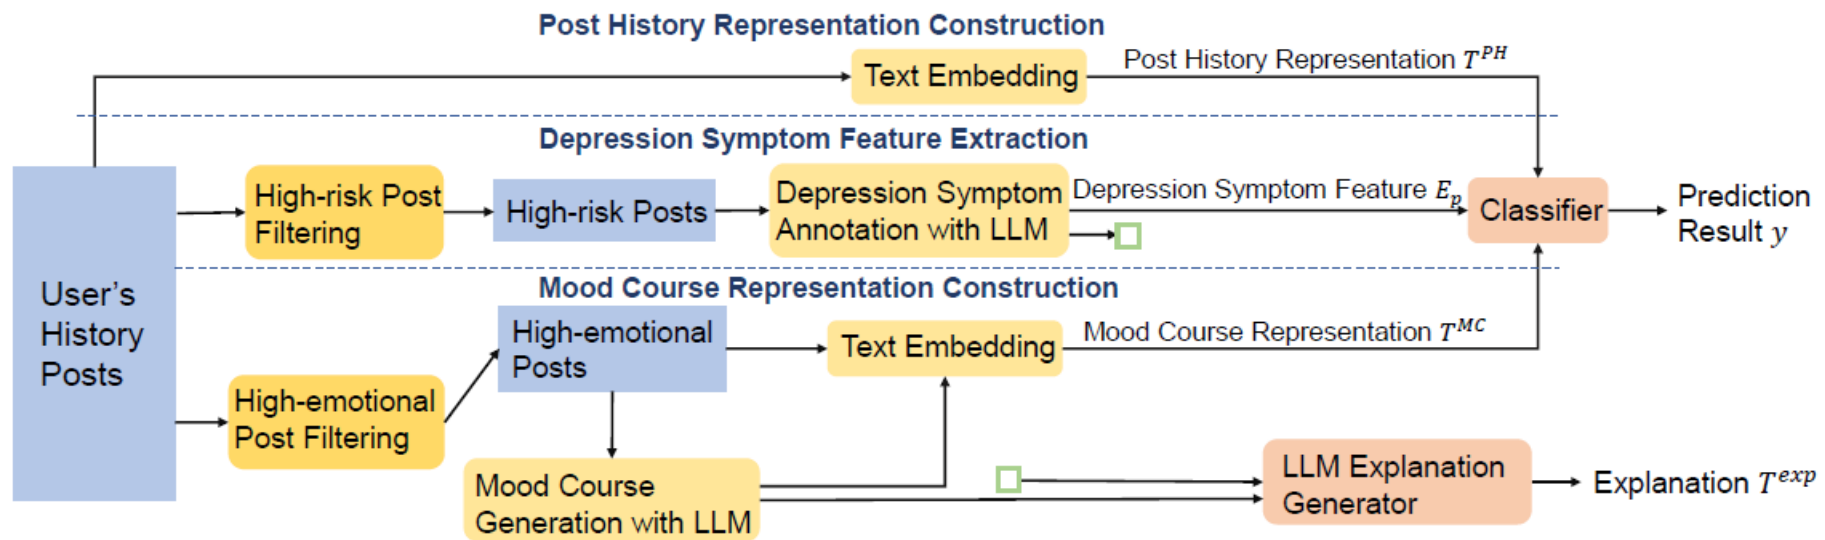 Post History Representation Construction
Text Embedding
Post History Representation T^{PH}
Depression Symptom Feature Extraction
User's
History
Posts
High-risk Post
Filtering
High-risk Posts
Depression Symptom
Annotation with LLM
Depression Symptom Feature E_p
Classifier
Prediction
Result y
Mood Course Representation Construction
High-emotional
Post Filtering
High-emotional
Posts
Text Embedding
Mood Course Representation T^{MC}
Mood Course
Generation with LLM
LLM Explanation
Generator
Explanation T^{exp}